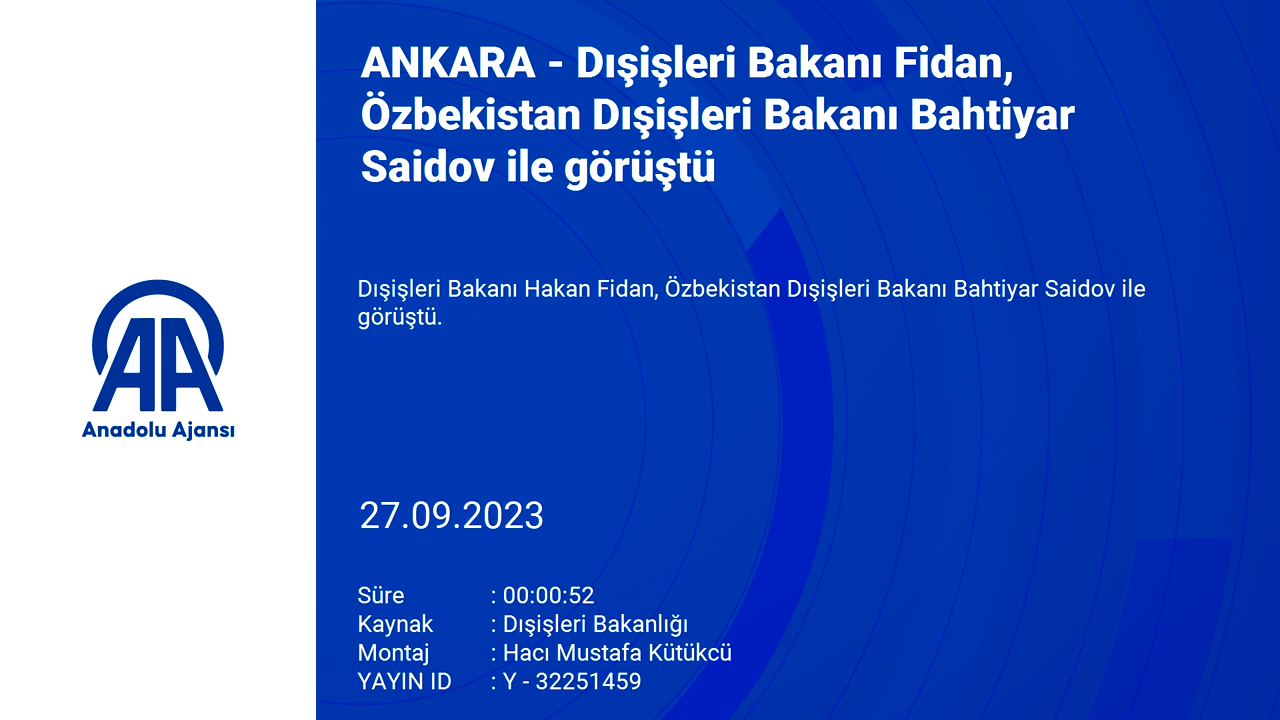 ANKARA - Dışişleri Bakanı Fidan,
Özbekistan Dışişleri Bakanı Bahtiyar
Saidov ile görüştü
Dışişleri Bakanı Hakan Fidan, Özbekistan Dışişleri Bakanı Bahtiyar Saidov ile
görüştü.
AA
Anadolu Ajansı
27.09.2023
Süre : 00:00:52
Kaynak : Dışişleri Bakanlığı
Montaj : Hacı Mustafa Kütükcü
YAYIN ID : Y - 32251459